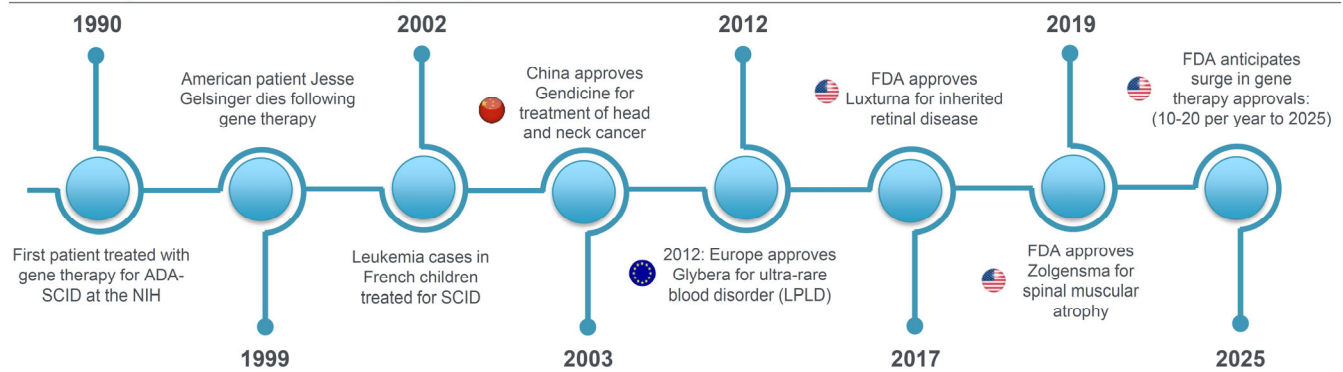 1990
First patient treated with
gene therapy for ADA-
SCID at the NIH
American patient Jesse
Gelsinger dies following
gene therapy
1999
2002
Leukemia cases in
French children
treated for SCID
China approves
Gendicine for
treatment of head
and neck cancer
2003
2012
2012: Europe approves
Glybera for ultra-rare
blood disorder (LPLD)
FDA approves
Luxturna for inherited
retinal disease
2017
2019
FDA approves
Zolgensma for
spinal muscular
atrophy
FDA anticipates
surge in gene
therapy approvals:
(10-20 per year to 2025)
2025